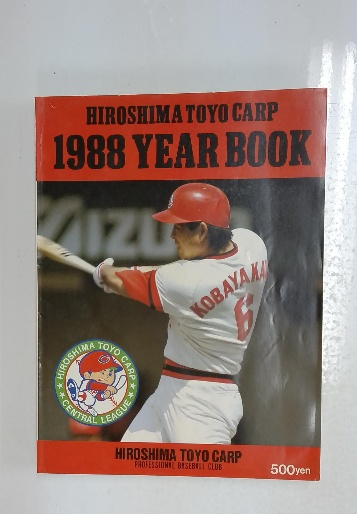 HIROSHIMA TOYO CARP
1988 YEAR BOOK
MIZU
KOBAYAKA
6
HIROSHIMA TOYO CARP
CENTRAL LEAGUE
HIROSHIMA TOYO CARP
PROFESSIONAL BASEBALL CLUB
500yen